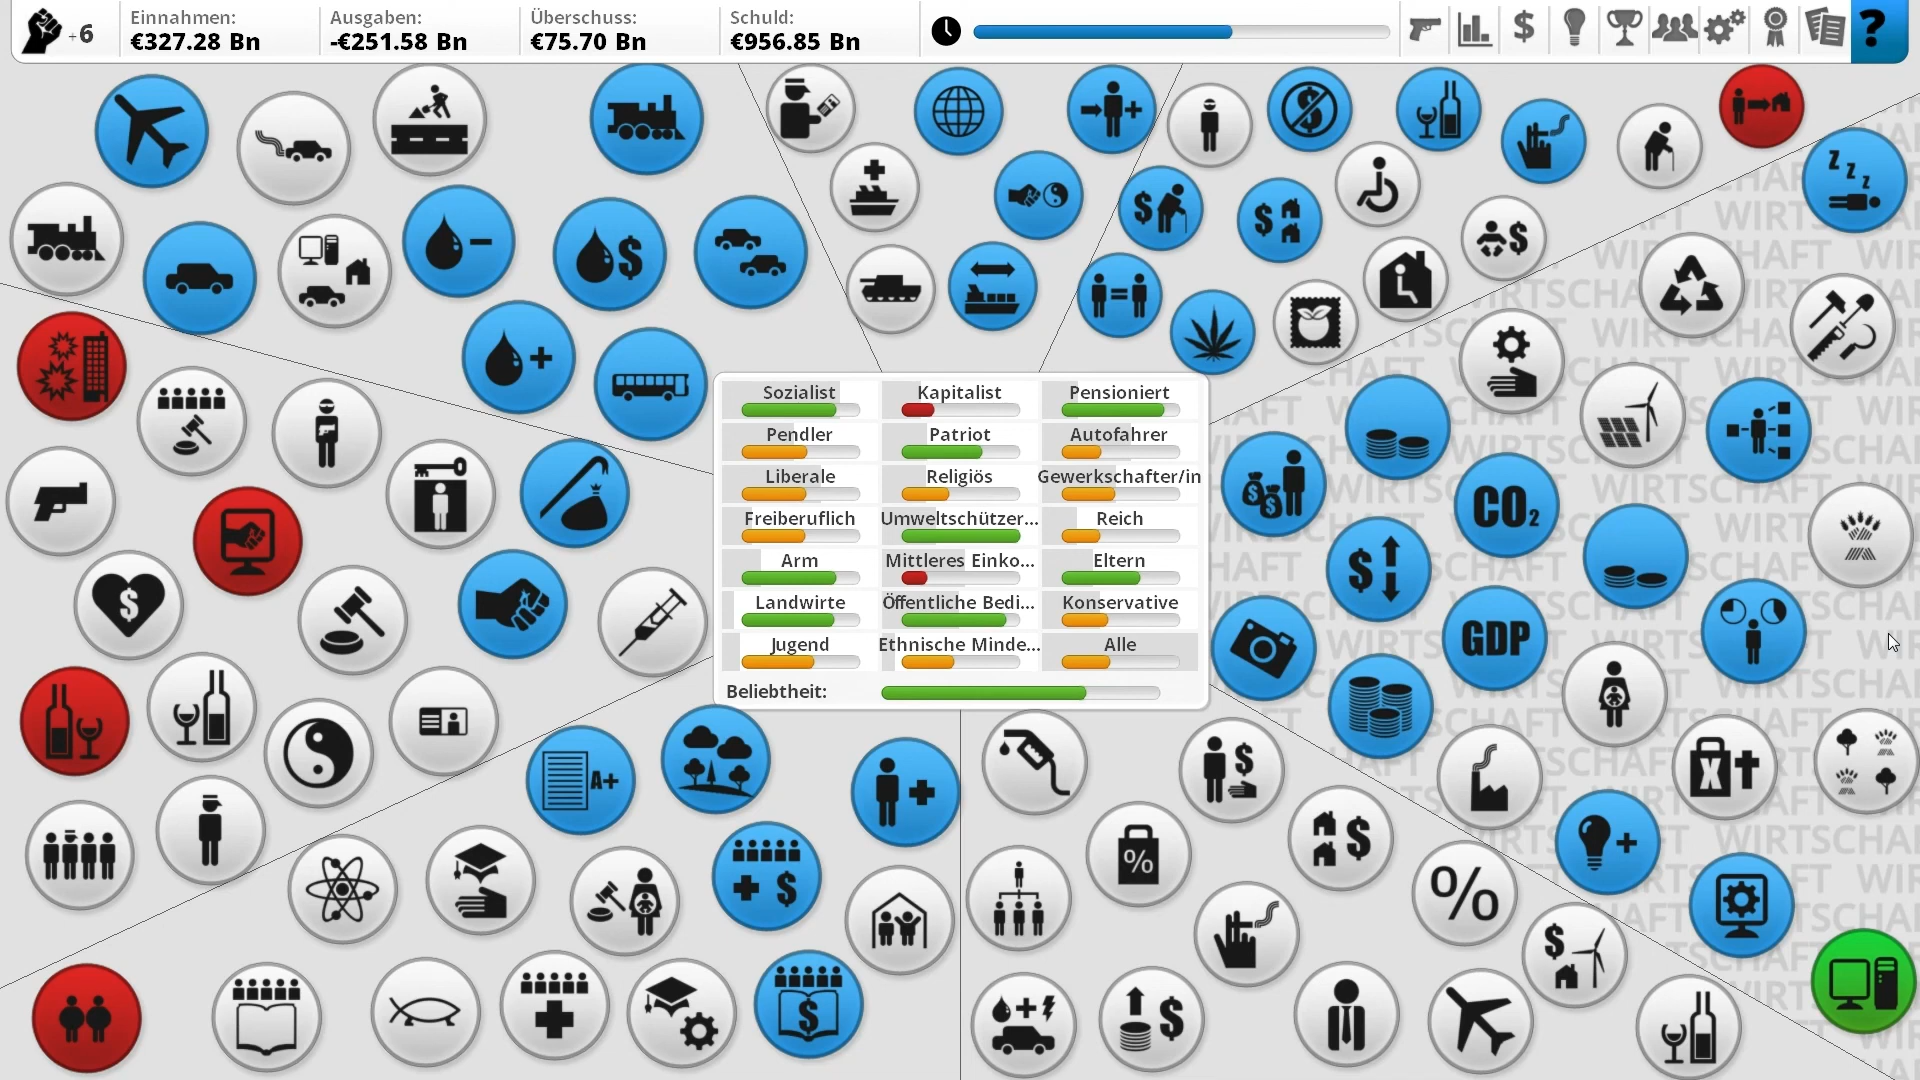 +6
Einnahmen:
€327.28 Bn
Ausgaben:
-€251.58 Bn
Überschuss:
€75.70 Bn
Schuld:
€956.85 Bn
?
Z Z Z
Sozialist
Kapitalist
Pensioniert
Pendler
Patriot
Autofahrer
Liberale
Religiös
Gewerkschafter/in
Freiberuflich
Umweltschützer...
Reich
Arm
Mittleres Einko...
Eltern
Landwirte
Öffentliche Bedi...
Konservative
Jugend
Ethnische Minde...
Alle
Beliebtheit:
CO₂
GDP
A+
%
%
WIRTSCHAFT